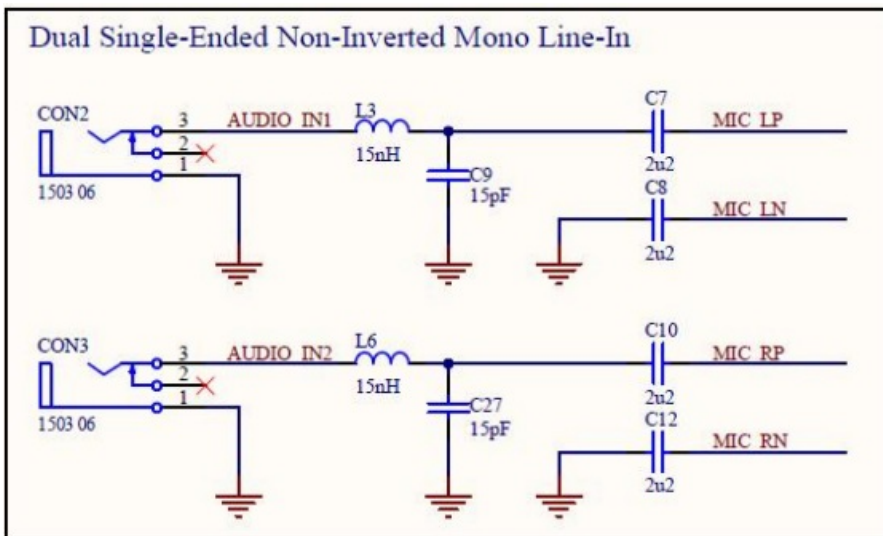 Dual Single-Ended Non-Inverted Mono Line-In
CON2
3
2
1
1503 06
AUDIO IN1
L3
15nH
C9
15pF
C7
2u2
MIC LP
C8
2u2
MIC LN
CON3
3
2
1
1503 06
AUDIO IN2
L6
15nH
C27
15pF
C10
2u2
MIC RP
C12
2u2
MIC RN